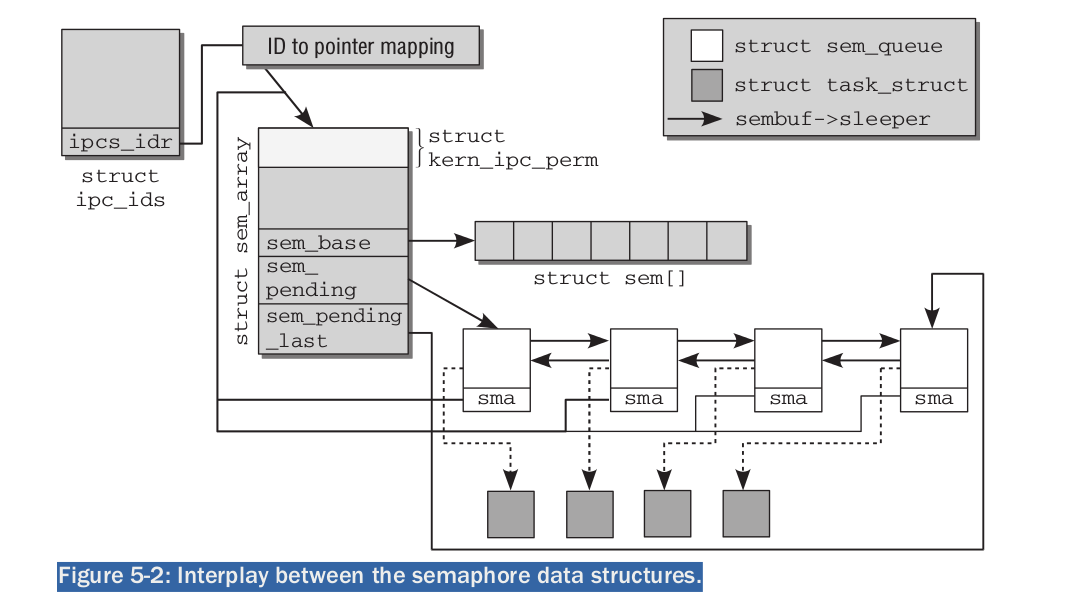 ID to pointer mapping
ipcs_idr
struct
ipc_ids
struct sem_queue
struct task_struct
sembuf->sleeper
struct
kern_ipc_perm
struct sem_array
sem_base
sem_
pending
sem_pending
_last
struct sem[]
sma
sma
sma
sma
Figure 5-2: Interplay between the semaphore data structures.